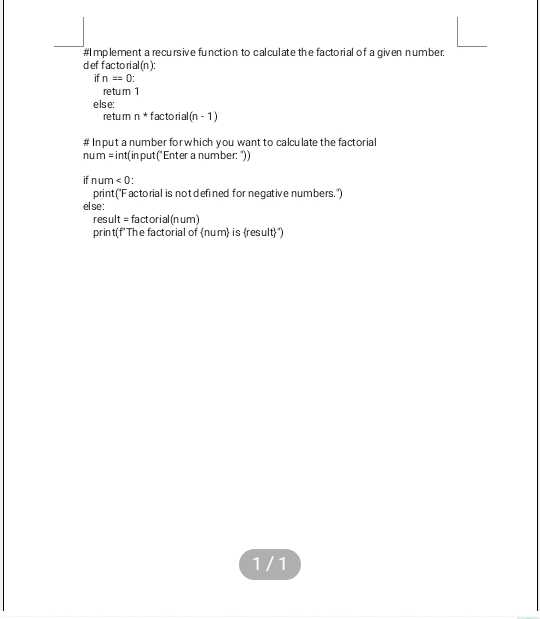 #Implement a recursive function to calculate the factorial of a given number.
def factorial(n):
    if n == 0:
        return 1
    else:
        return n * factorial(n - 1)

# Input a number for which you want to calculate the factorial
num = int(input("Enter a number: "))

if num < 0:
    print("Factorial is not defined for negative numbers.")
else:
    result = factorial(num)
    print(f"The factorial of {num} is {result}")
1 / 1